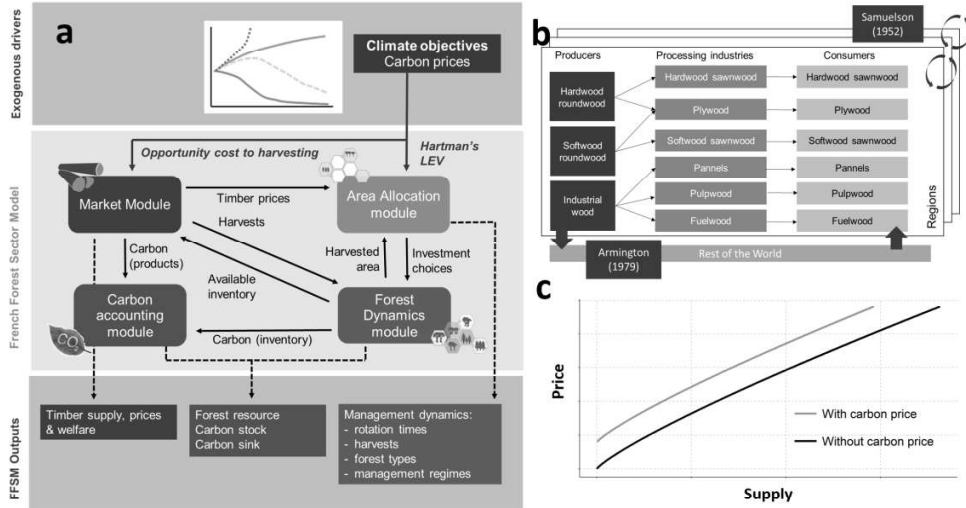 a
Exogenous drivers
Climate objectives
Carbon prices
French Forest Sector Model
Opportunity cost to harvesting
Hartman's
LEV
Market Module
Timber prices
Area Allocation
module
Harvests
Carbon
(products)
Available
inventory
Harvested
area
Investment
choices
Carbon
accounting
module
CO₂
Carbon (inventory)
Forest
Dynamics
module
FFSM Outputs
Timber supply, prices
& welfare
Forest resource
Carbon stock
Carbon sink
Management dynamics:
- rotation times
- harvests
- forest types
- management regimes
b
Samuelson
(1952)
Producers
Processing industries
Consumers
Hardwood
roundwood
Softwood
roundwood
Industrial
wood
Hardwood sawnwood
Plywood
Softwood sawnwood
Pannels
Pulpwood
Fuelwood
Hardwood sawnwood
Plywood
Softwood sawnwood
Pannels
Pulpwood
Fuelwood
Regions
Armington
(1979)
Rest of the World
c
Price
With carbon price
Without carbon price
Supply